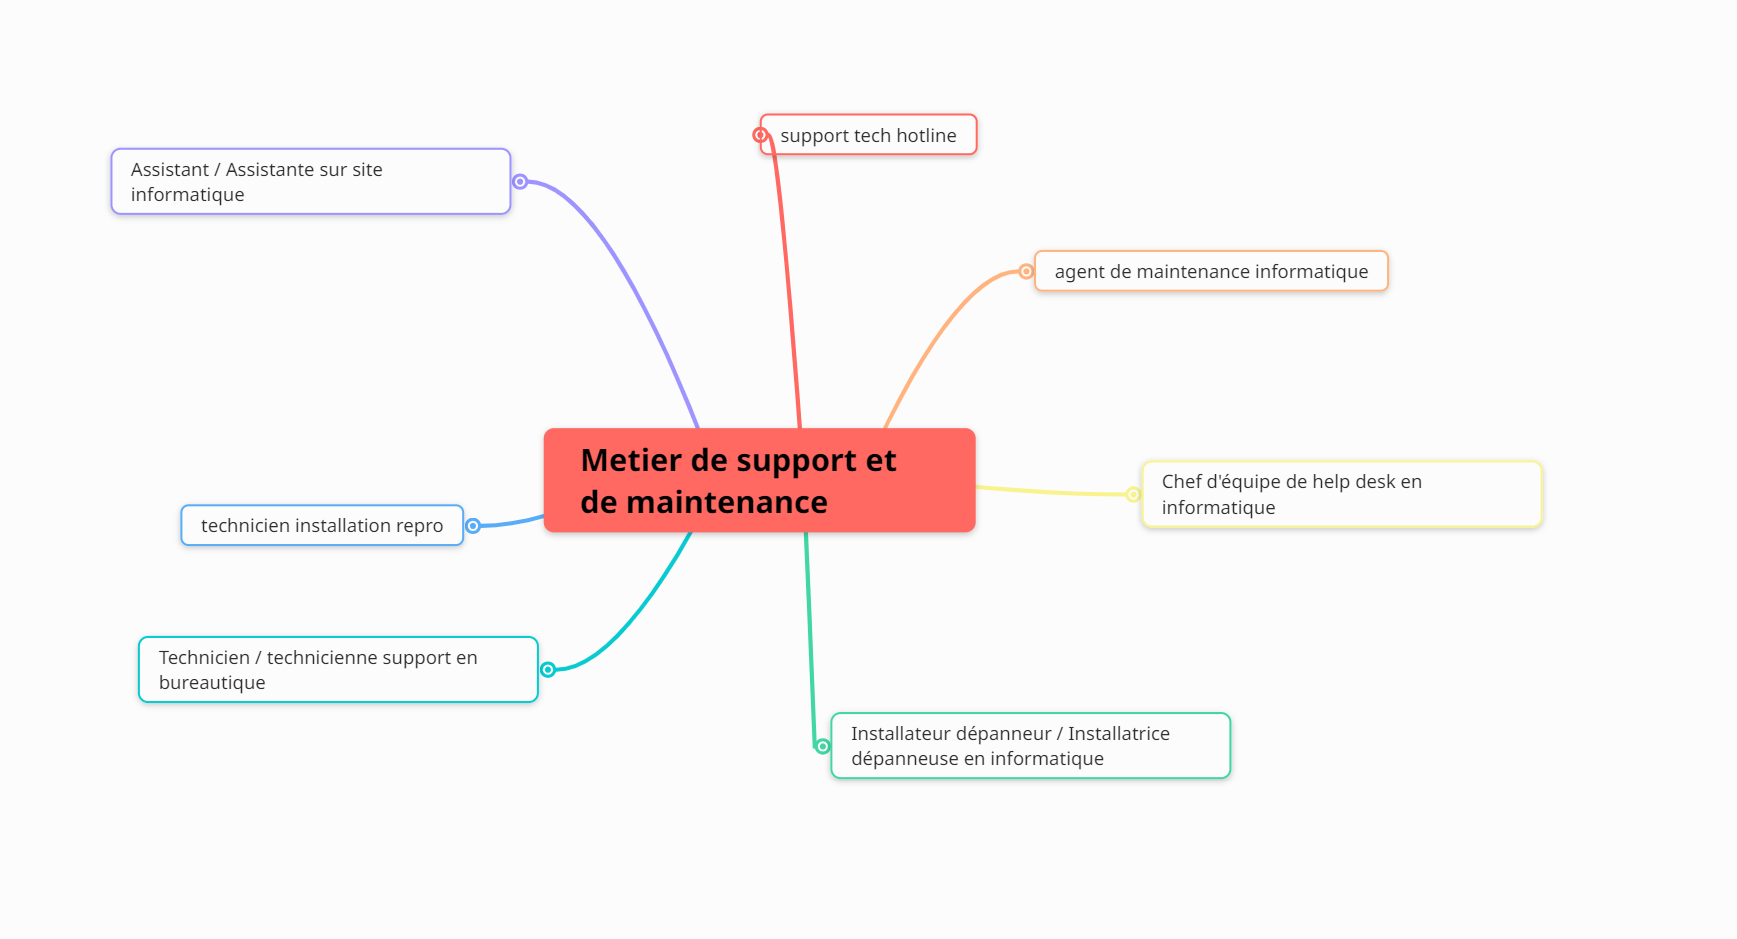 support tech hotline
Assistant / Assistante sur site
informatique
agent de maintenance informatique
Metier de support et
de maintenance
Chef d'équipe de help desk en
informatique
technicien installation repro
Technicien / technicienne support en
bureautique
Installateur dépanneur / Installatrice
dépanneuse en informatique